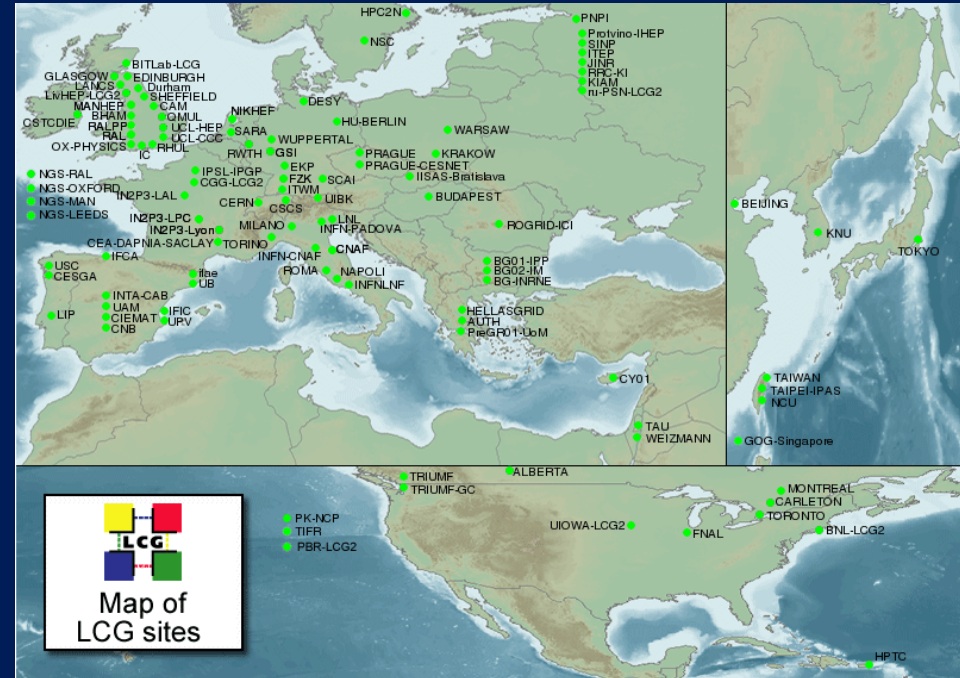 HPC2N
NSC
PNPI
Protvino-IHEP
SINP
ITEP
JINR
RRC-KI
KIAM
ru-PSN-LCG2
BITLab-LCG
GLASGOW
EDINBURGH
LANCS
Durham
LivHEP-LCG2
SHEFFIELD
MANHEP
CAM
CSTCDIE
BHAM
QMUL
RALPP
UCL-HEP
RAL
UCL-CCC
OX-PHYSICS
IC
RHUL
NIKHEF
SARA
RWTH
DESY
HU-BERLIN
WUPPERTAL
GSI
WARSAW
NGS-RAL
NGS-OXFORD
NGS-MAN
NGS-LEEDS
IPSL-IPGP
CGG-LCG2
IN2P3-LAL
EKP
FZK
ITWM
SCAI
PRAGUE
PRAGUE-CESNET
KRAKOW
IISAS-Bratislava
BUDAPEST
CERN
CSCS
UIBK
IN2P3-LPC
IN2P3-Lyon
CEA-DAPNIA-SACLAY
TORINO
MILANO
LNL
INFN-PADOVA
ROGRID-ICI
INFN-CNAF
CNAF
ROMA
NAPOLI
INFNLNF
BG01-IPP
BG02-IM
BG-INRNE
IFCA
USC
CESGA
ifae
UB
INTA-CAB
UAM
CIEMAT
CNB
IFIC
UPV
LIP
HELLASGRID
AUTH
PreGR01-UoM
CY01
TAU
WEIZMANN
BEIJING
KNU
TOKYO
TAIWAN
TAIPEI-IPAS
NCU
GOG-Singapore
TRIUMF
TRIUMF-GC
ALBERTA
MONTREAL
CARLETON
TORONTO
UIOWA-LCG2
FNAL
BNL-LCG2
PK-NCP
TIFR
PBR-LCG2
HPTC
LCG
Map of
LCG sites